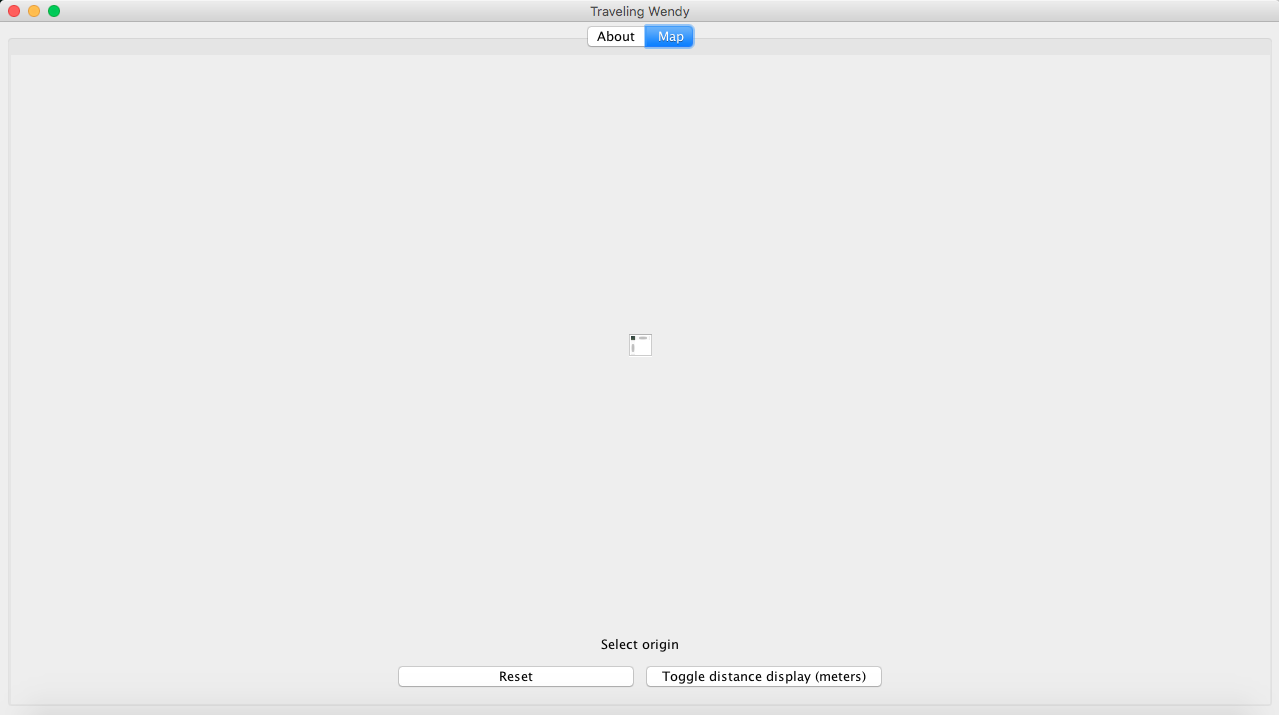 Traveling Wendy
About Map
Select origin
Reset Toggle distance display (meters)